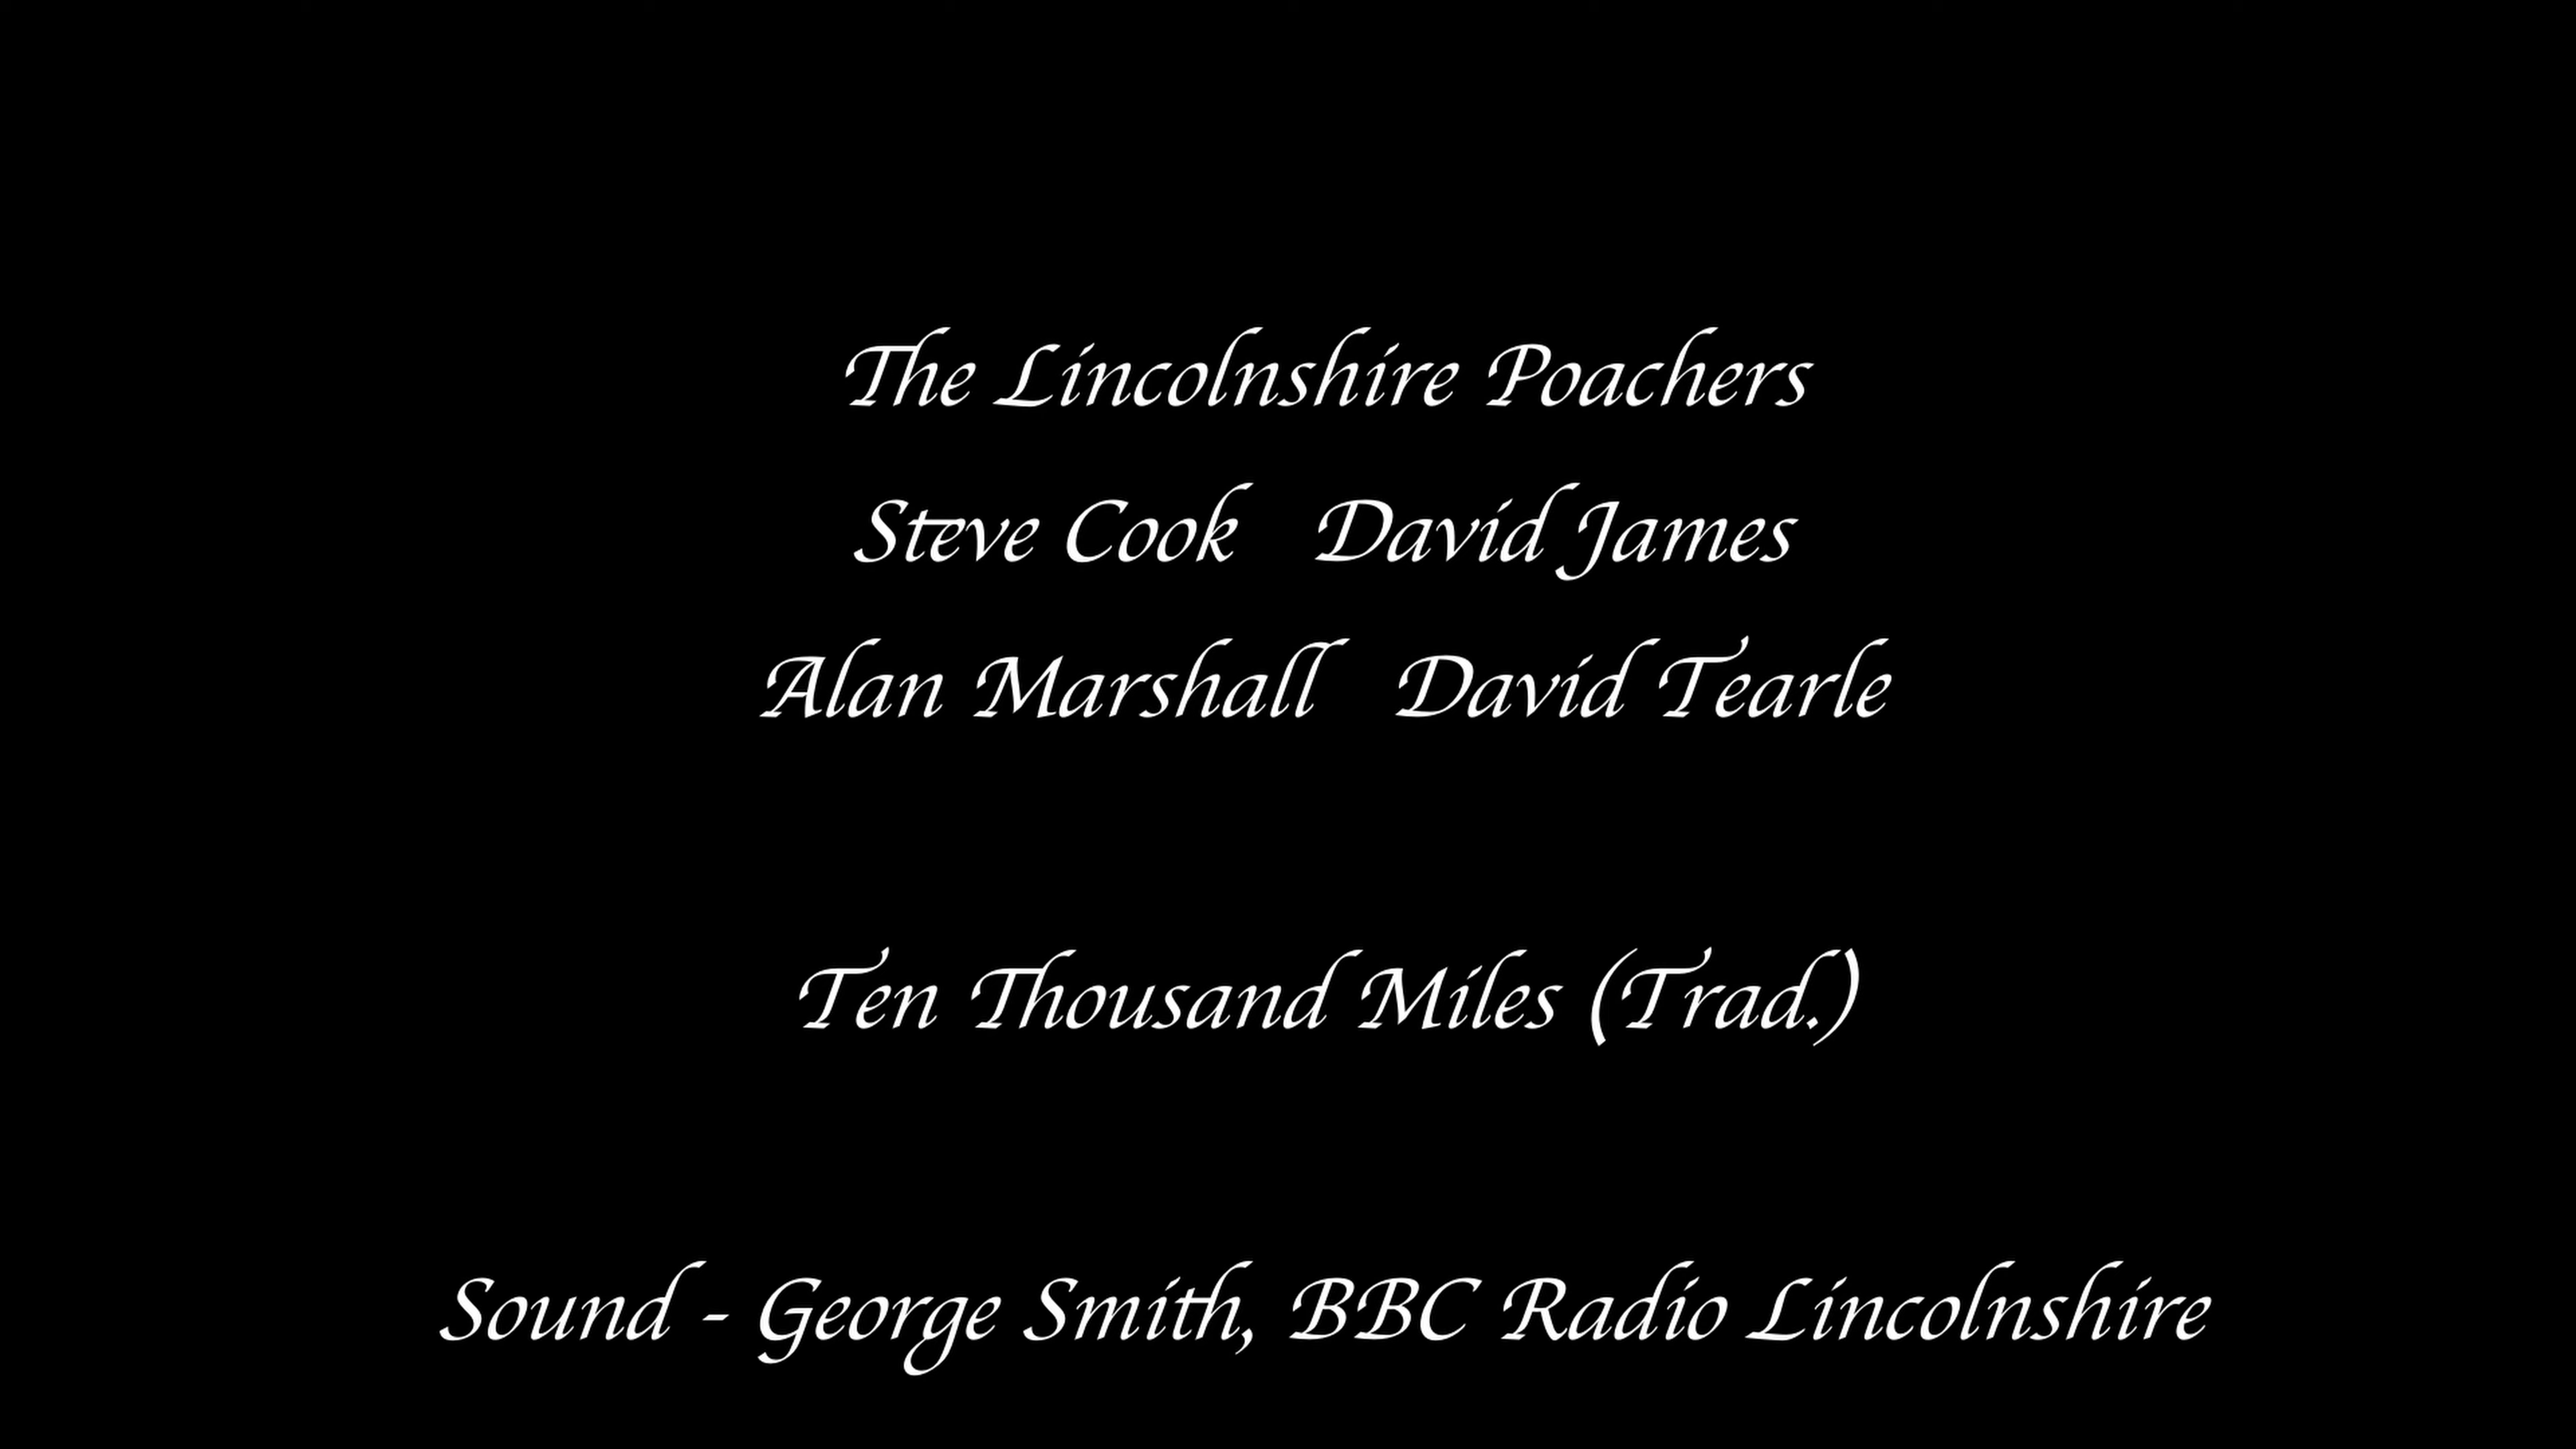 The Lincolnshire Poachers
Steve Cook David James
Alan Marshall David Tearle
Ten Thousand Miles (Trad.)
Sound - George Smith, BBC Radio Lincolnshire